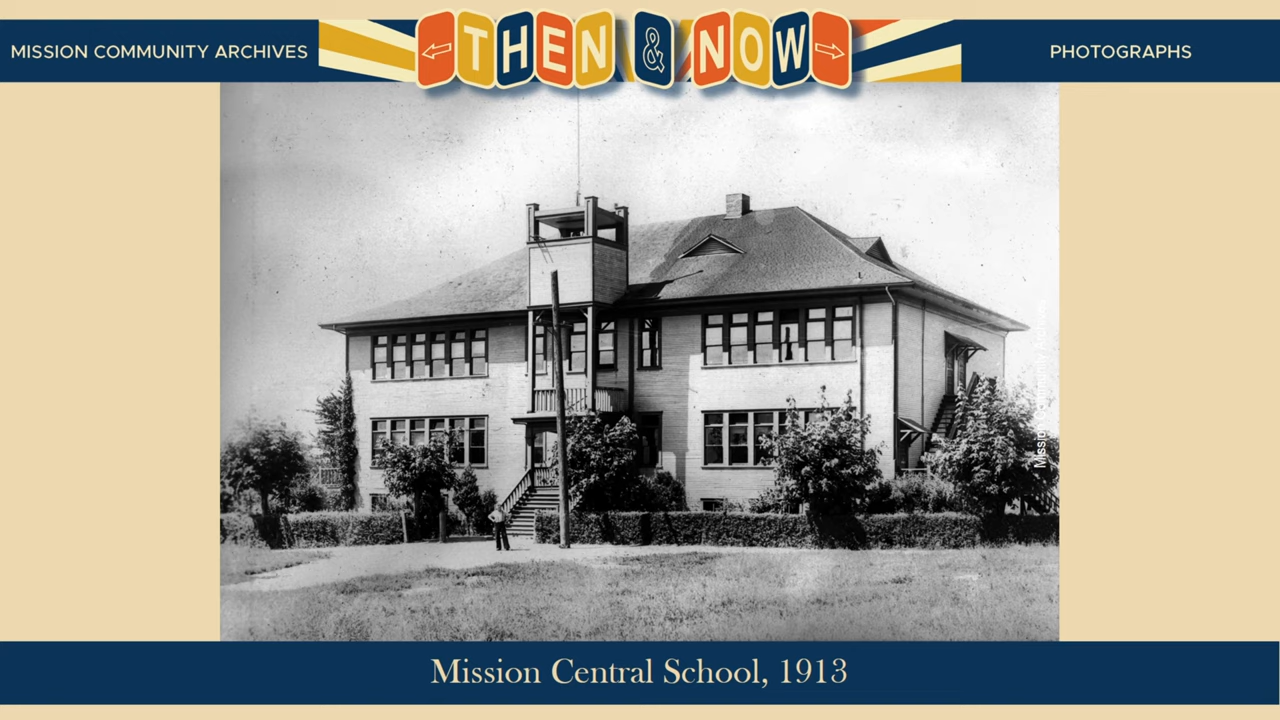 MISSION COMMUNITY ARCHIVES
THEN & NOW
PHOTOGRAPHS
Mission Central School, 1913